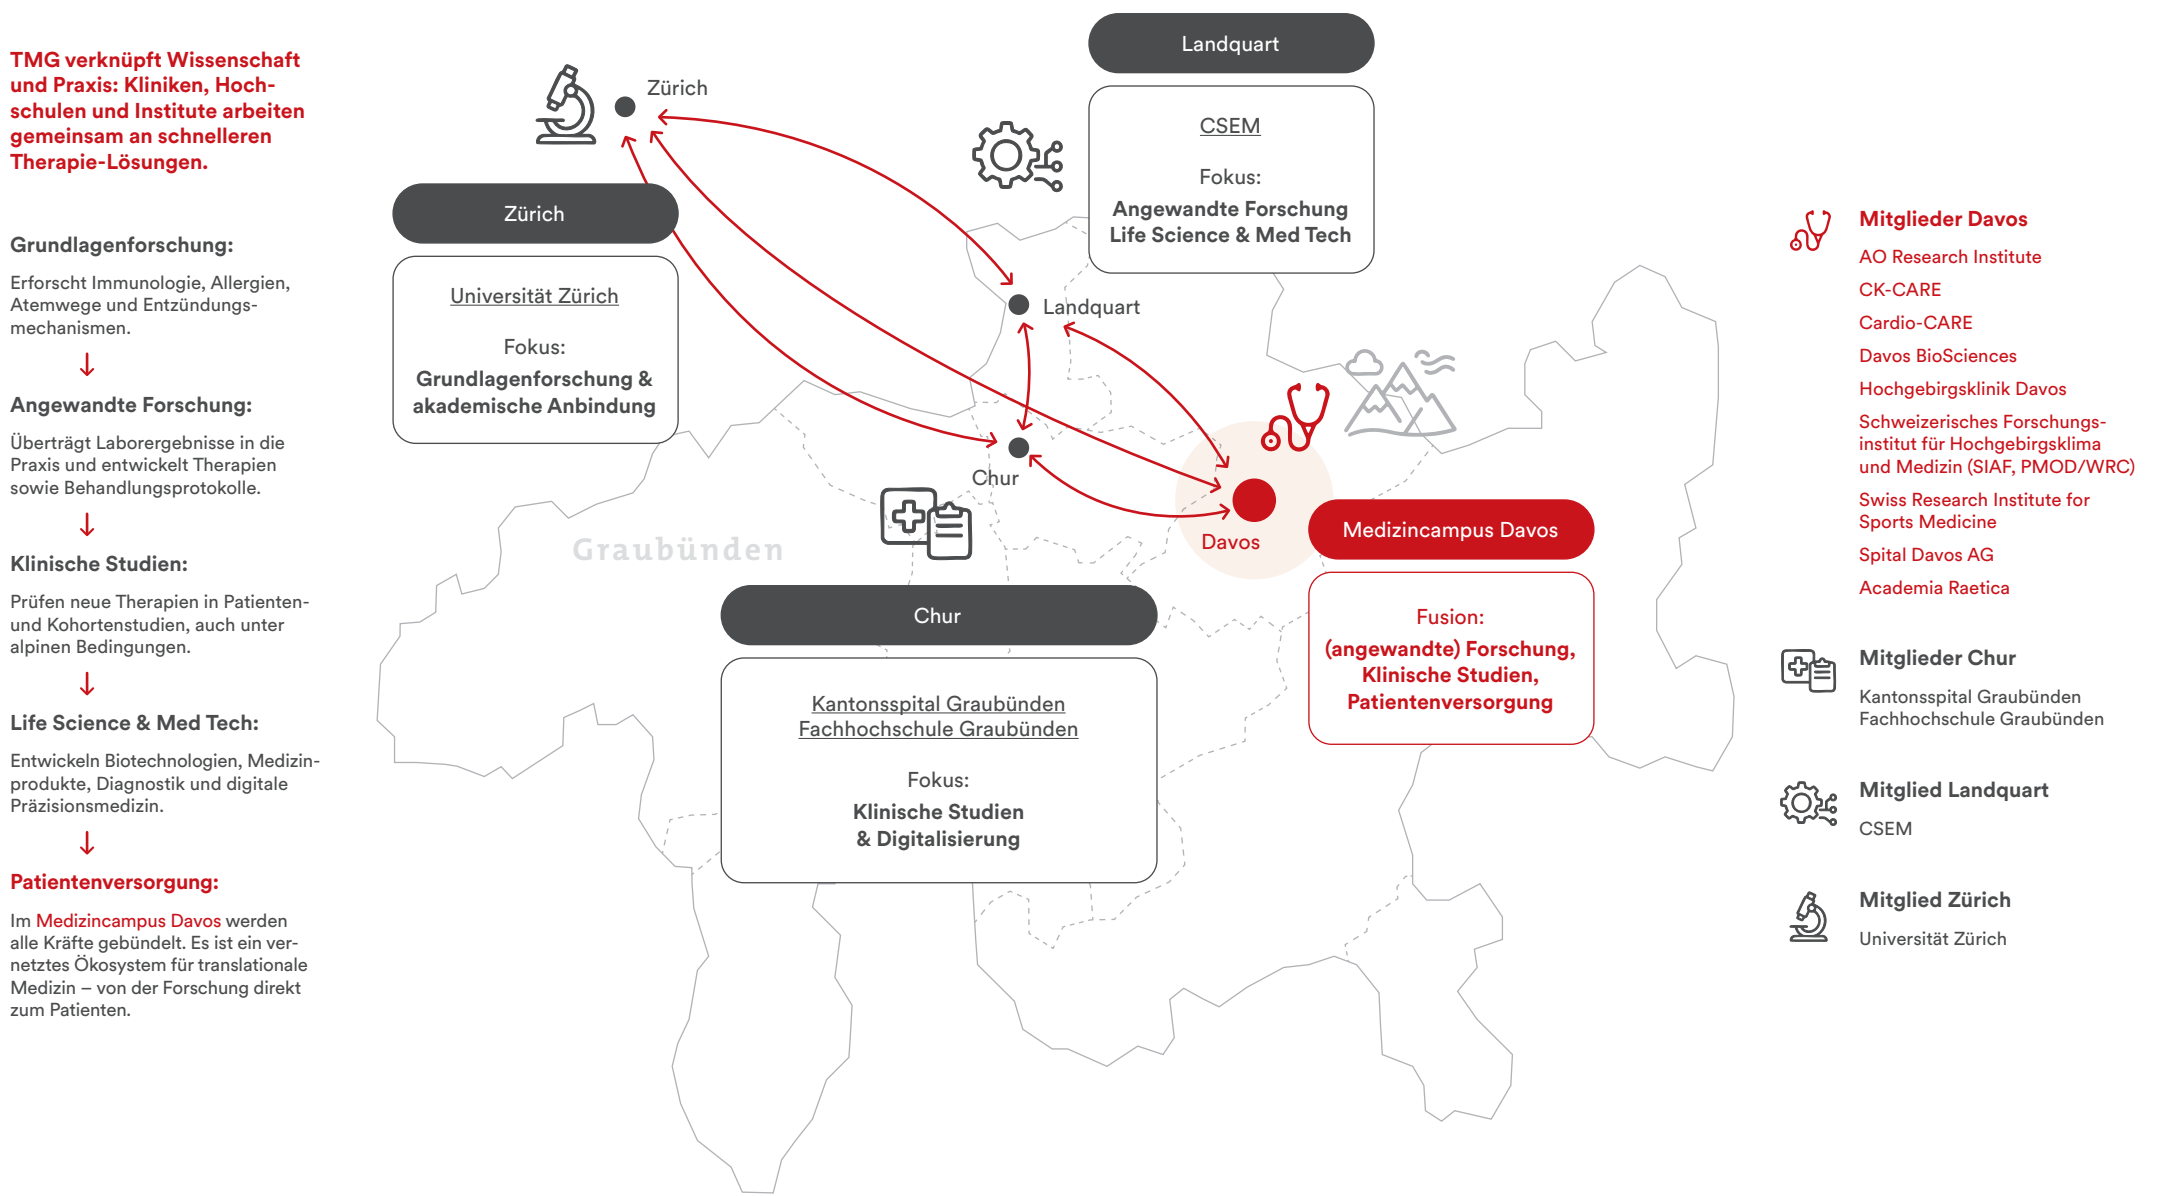 TMG verknüpft Wissenschaft
und Praxis: Kliniken, Hoch-
schulen und Institute arbeiten
gemeinsam an schnelleren
Therapie-Lösungen.
Grundlagenforschung:
Erforscht Immunologie, Allergien,
Atemwege und Entzündungs-
mechanismen.
Angewandte Forschung:
Überträgt Laborergebnisse in die
Praxis und entwickelt Therapien
sowie Behandlungsprotokolle.
Klinische Studien:
Prüfen neue Therapien in Patienten-
und Kohortenstudien, auch unter
alpinen Bedingungen.
Life Science & Med Tech:
Entwickeln Biotechnologien, Medizin-
produkte, Diagnostik und digitale
Präzisionsmedizin.
Patientenversorgung:
Im Medizincampus Davos werden
alle Kräfte gebündelt. Es ist ein ver-
netztes Ökosystem für translationale
Medizin – von der Forschung direkt
zum Patienten.
Zürich
Zürich
Universität Zürich
Fokus:
Grundlagenforschung &
akademische Anbindung
Landquart
CSEM
Fokus:
Angewandte Forschung
Life Science & Med Tech
Landquart
Chur
Graubünden
Chur
Kantonsspital Graubünden
Fachhochschule Graubünden
Fokus:
Klinische Studien
& Digitalisierung
Davos
Medizincampus Davos
Fusion:
(angewandte) Forschung,
Klinische Studien,
Patientenversorgung
Mitglieder Davos
AO Research Institute
CK-CARE
Cardio-CARE
Davos BioSciences
Hochgebirgsklinik Davos
Schweizerisches Forschungs-
institut für Hochgebirgsklima
und Medizin (SIAF, PMOD/WRC)
Swiss Research Institute for
Sports Medicine
Spital Davos AG
Academia Raetica
Mitglieder Chur
Kantonsspital Graubünden
Fachhochschule Graubünden
Mitglied Landquart
CSEM
Mitglied Zürich
Universität Zürich